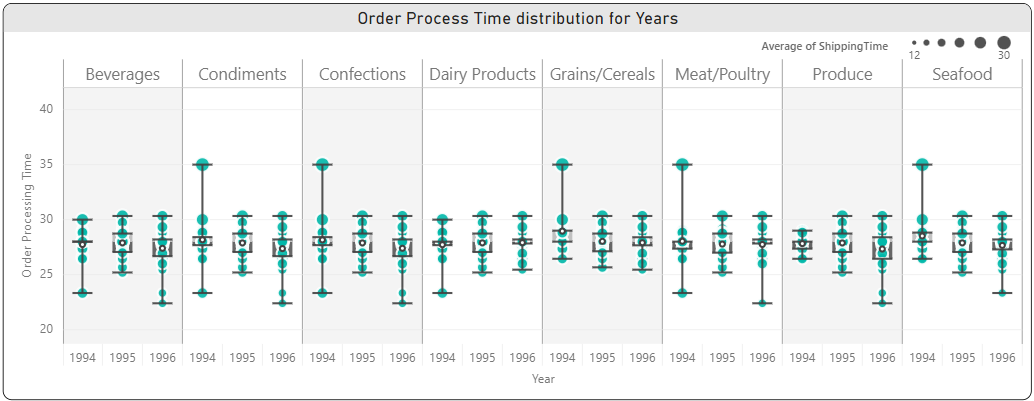 Order Process Time distribution for Years
Average of ShippingTime
12 30
Beverages Condiments Confections Dairy Products Grains/Cereals Meat/Poultry Produce Seafood
40
35
30
25
20
Order Processing Time
1994 1995 1996 1994 1995 1996 1994 1995 1996 1994 1995 1996 1994 1995 1996 1994 1995 1996 1994 1995 1996 1994 1995 1996
Year